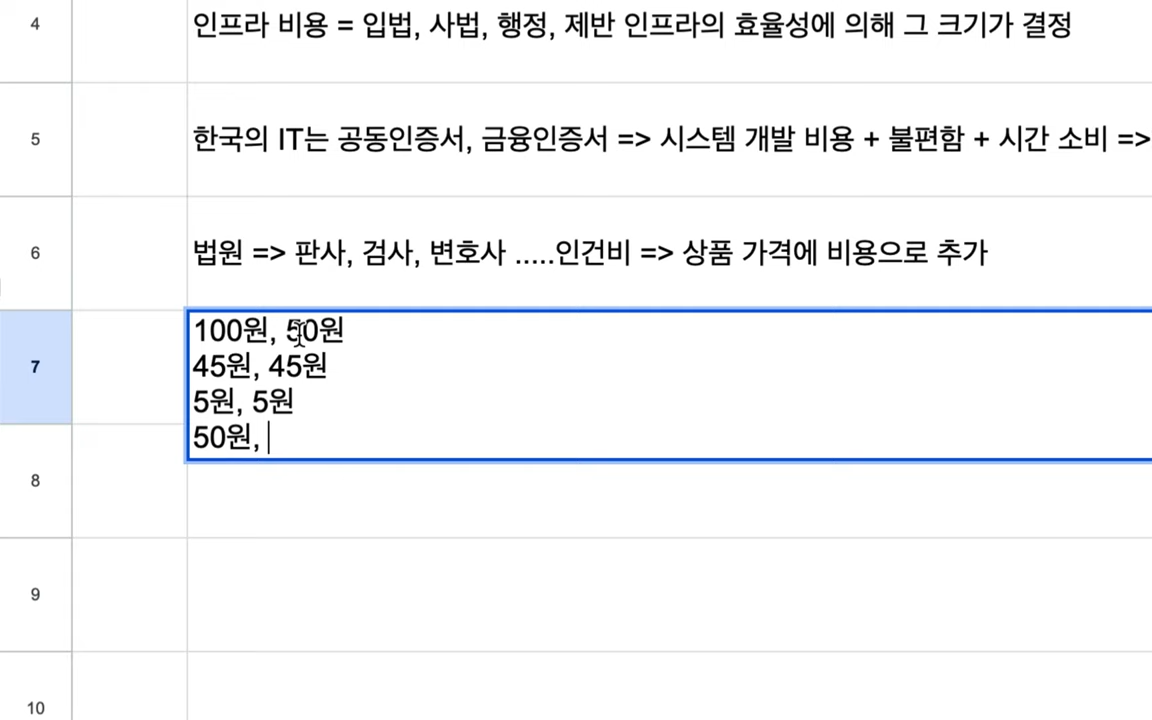 4
인프라 비용 = 입법, 사법, 행정, 제반 인프라의 효율성에 의해 그 크기가 결정
5
한국의 IT는 공동인증서, 금융인증서 => 시스템 개발 비용 + 불편함 + 시간 소비 =>
6
법원 => 판사, 검사, 변호사 .....인건비 => 상품 가격에 비용으로 추가
7
100원, 50원
45원, 45원
5원, 5원
50원,
8
9
10